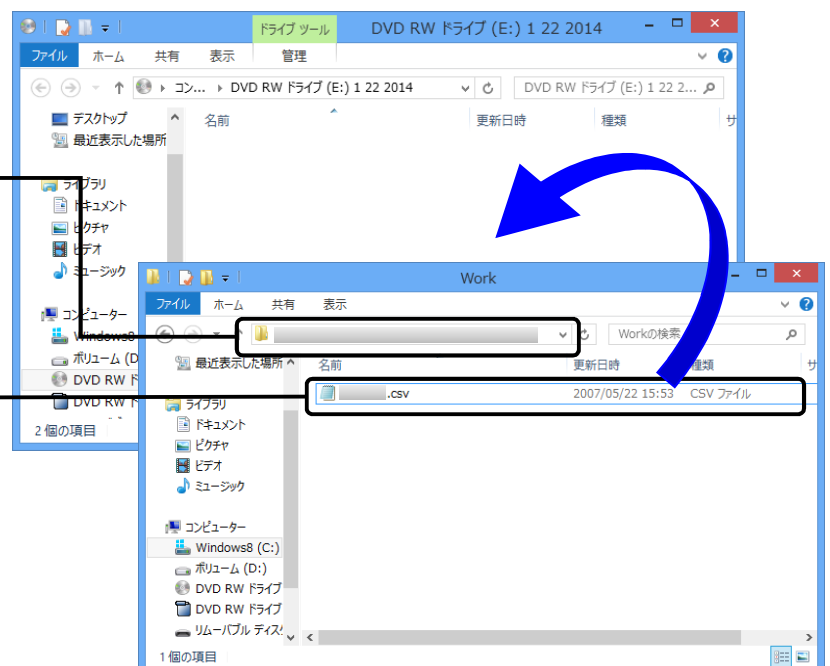 ドライブ ツール
DVD RW ドライブ (E:) 1 22 2014
ファイル ホーム 共有 表示 管理
コン... DVD RW ドライブ (E:) 1 22 2014
DVD RW ドライブ (E:) 1 22 2...
名前 更新日時 種類 サ
デスクトップ
最近表示した場所
ライブラリ
ドキュメント
ピクチャ
ビデオ
ミュージック
コンピューター
Windows8
ボリューム (D
DVD RW ド
DVD RW ド
2 個の項目
Work
ファイル ホーム 共有 表示
Workの検索
名前 更新日時 種類 サ
.csv 2007/05/22 15:53 CSV ファイル
最近表示した場所
ライブラリ
ドキュメント
ピクチャ
ビデオ
ミュージック
コンピューター
Windows8 (C:)
ボリューム (D:)
DVD RW ドライブ
DVD RW ドライブ
リムーバブル ディスク
1 個の項目